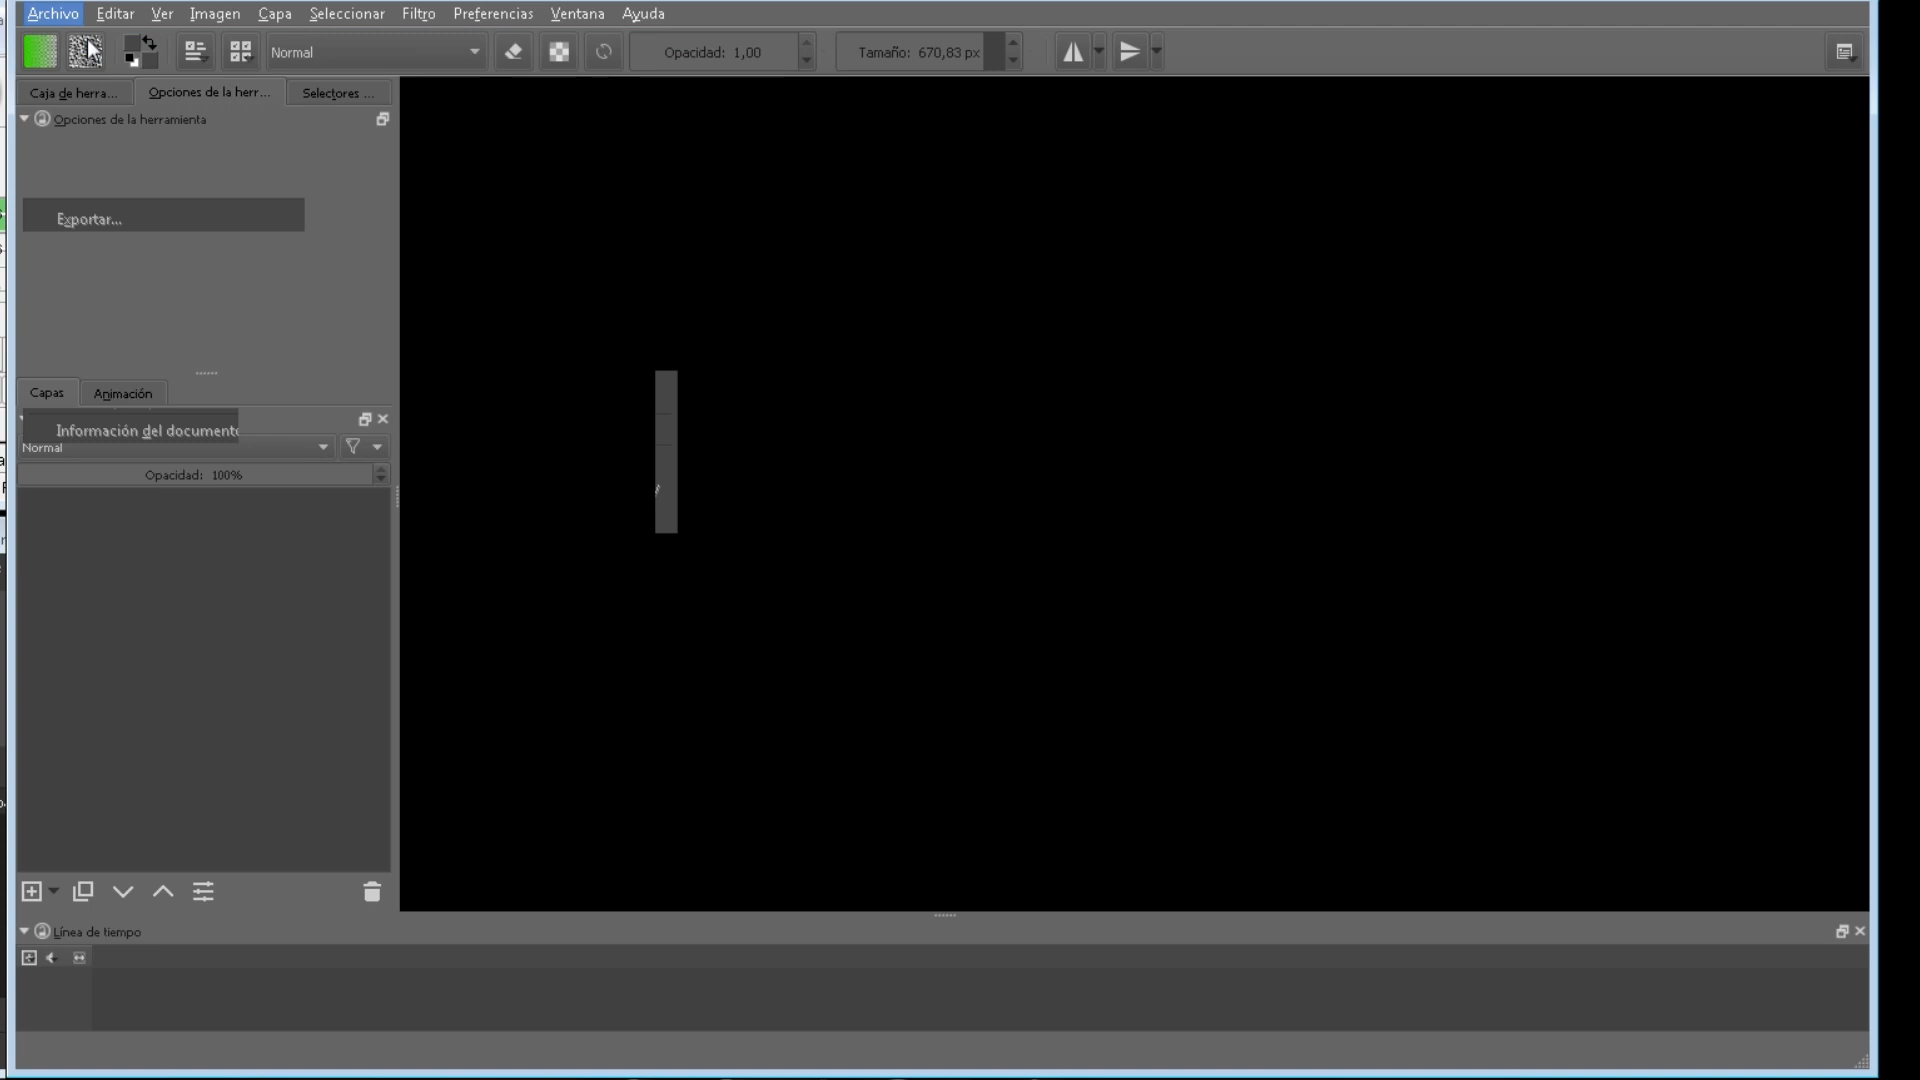 Archivo Editar Ver Imagen Capa Seleccionar Filtro Preferencias Ventana Ayuda
Normal Opacidad: 1,00 Tamaño: 670,83 px
Caja de herra... Opciones de la herr... Selectores ...
Opciones de la herramienta
Exportar...
Capas Animación
Información del document
Normal
Opacidad: 100%
Línea de tiempo